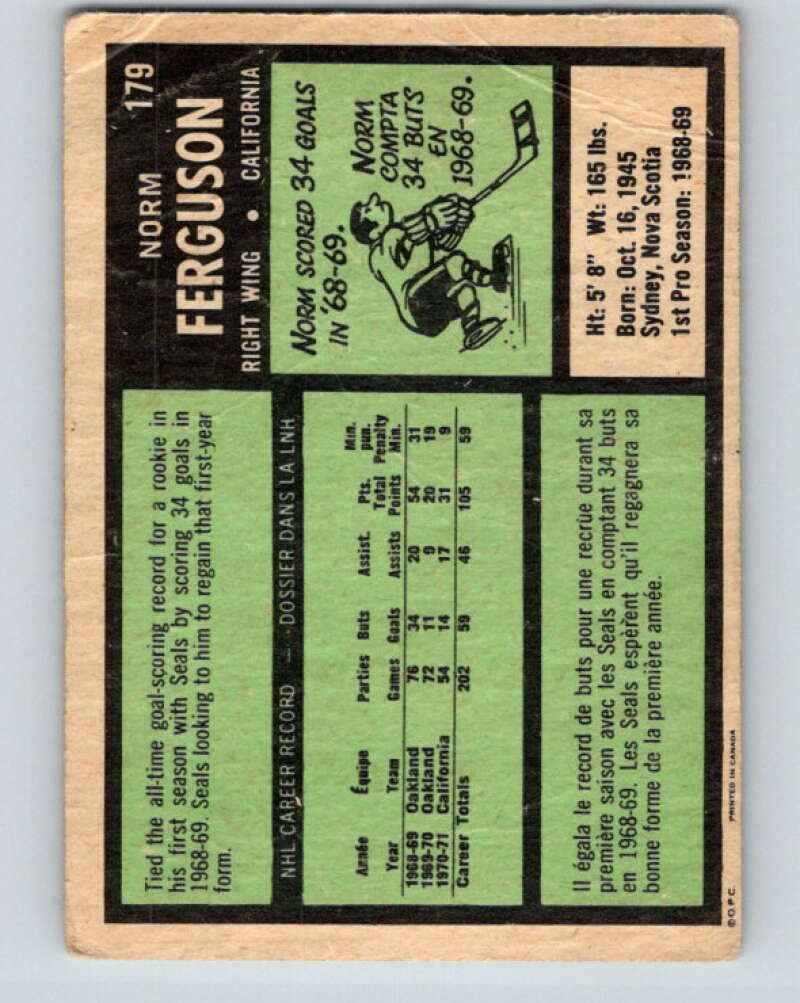 179
NORM
FERGUSON
RIGHT WING • CALIFORNIA
Tied the all-time goal-scoring record for a rookie in
his first season with Seals by scoring 34 goals in
1968-69. Seals looking to him to regain that first-year
form.
NORM SCORED 34 GOALS
IN '68-69.
NORM
COMPTA
34 BUTS
EN
1968-69.
NHL CAREER RECORD — DOSSIER DANS LA LNH
Min.
Pts. pun.
Année Équipe Parties Buts Assist. Total Penalty
Year Team Games Goals Assists Points Min.
1968-69 Oakland 76 34 20 54 31
1969-70 Oakland 72 11 9 20 19
1970-71 California 54 14 17 31 9
Career Totals 202 59 46 105 59
Ht: 5' 8" Wt: 165 lbs.
Born: Oct. 16, 1945
Sydney, Nova Scotia
1st Pro Season: 1968-69
Il égala le record de buts pour une recrue durant sa
première saison avec les Seals en comptant 34 buts
en 1968-69. Les Seals espèrent qu'il regagnera sa
bonne forme de la première année.
© O.P.C. PRINTED IN CANADA